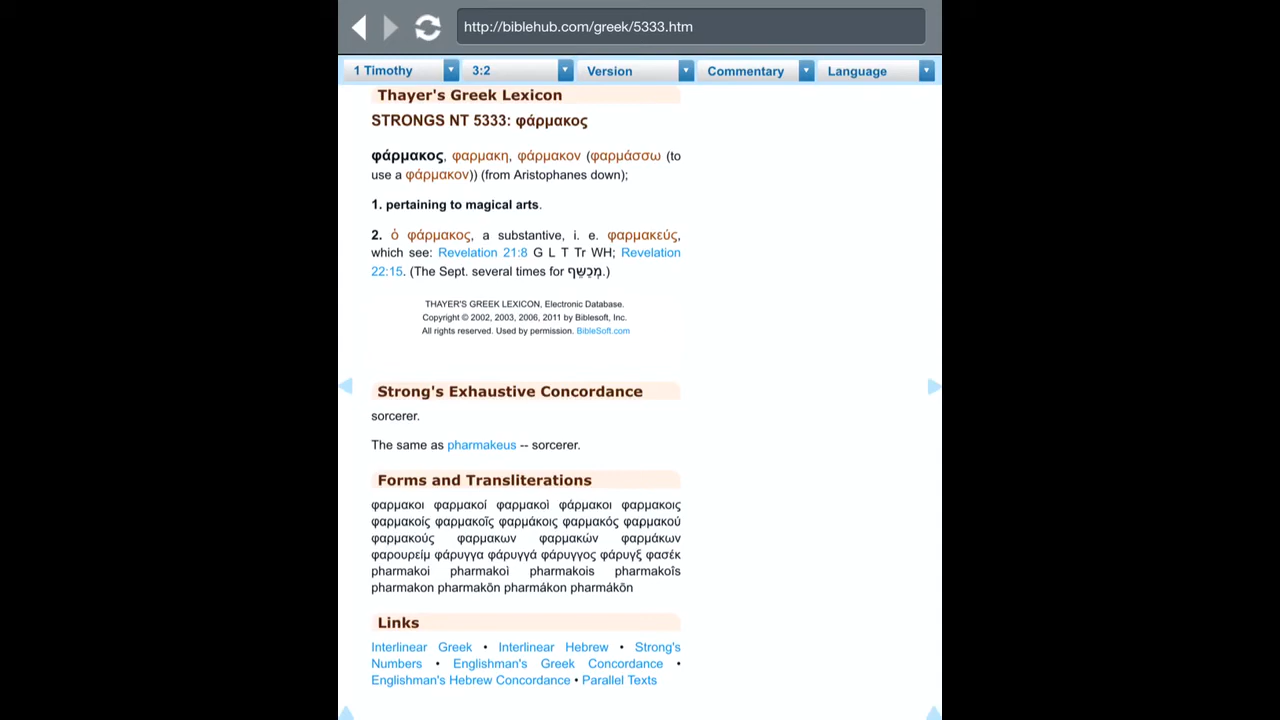 http://biblehub.com/greek/5333.htm
1 Timothy 3:2 Version Commentary Language
Thayer's Greek Lexicon
STRONGS NT 5333: φάρμακος
φάρμακος, φαρμακη, φάρμακον (φαρμάσσω (to
use a φάρμακον)) (from Aristophanes down);
1. pertaining to magical arts.
2. ὁ φάρμακος, a substantive, i. e. φαρμακεύς,
which see: Revelation 21:8 G L T Tr WH; Revelation
22:15. (The Sept. several times for מְכַשֵּׁף.)
THAYER'S GREEK LEXICON, Electronic Database.
Copyright © 2002, 2003, 2006, 2011 by Biblesoft, Inc.
All rights reserved. Used by permission. BibleSoft.com
Strong's Exhaustive Concordance
sorcerer.
The same as pharmakeus -- sorcerer.
Forms and Transliterations
φαρμακοι φαρμακοί φαρμακοὶ φάρμακοι φαρμακοις
φαρμακοίς φαρμακοῖς φαρμάκοις φαρμακός φαρμακού
φαρμακούς φαρμακων φαρμακών φαρμάκων
φαρουρείμ φάρυγγα φάρυγγά φάρυγγος φάρυγξ φασέκ
pharmakoi pharmakoì pharmakois pharmakoîs
pharmakon pharmakōn pharmákon pharmákōn
Links
Interlinear Greek • Interlinear Hebrew • Strong's
Numbers • Englishman's Greek Concordance •
Englishman's Hebrew Concordance • Parallel Texts